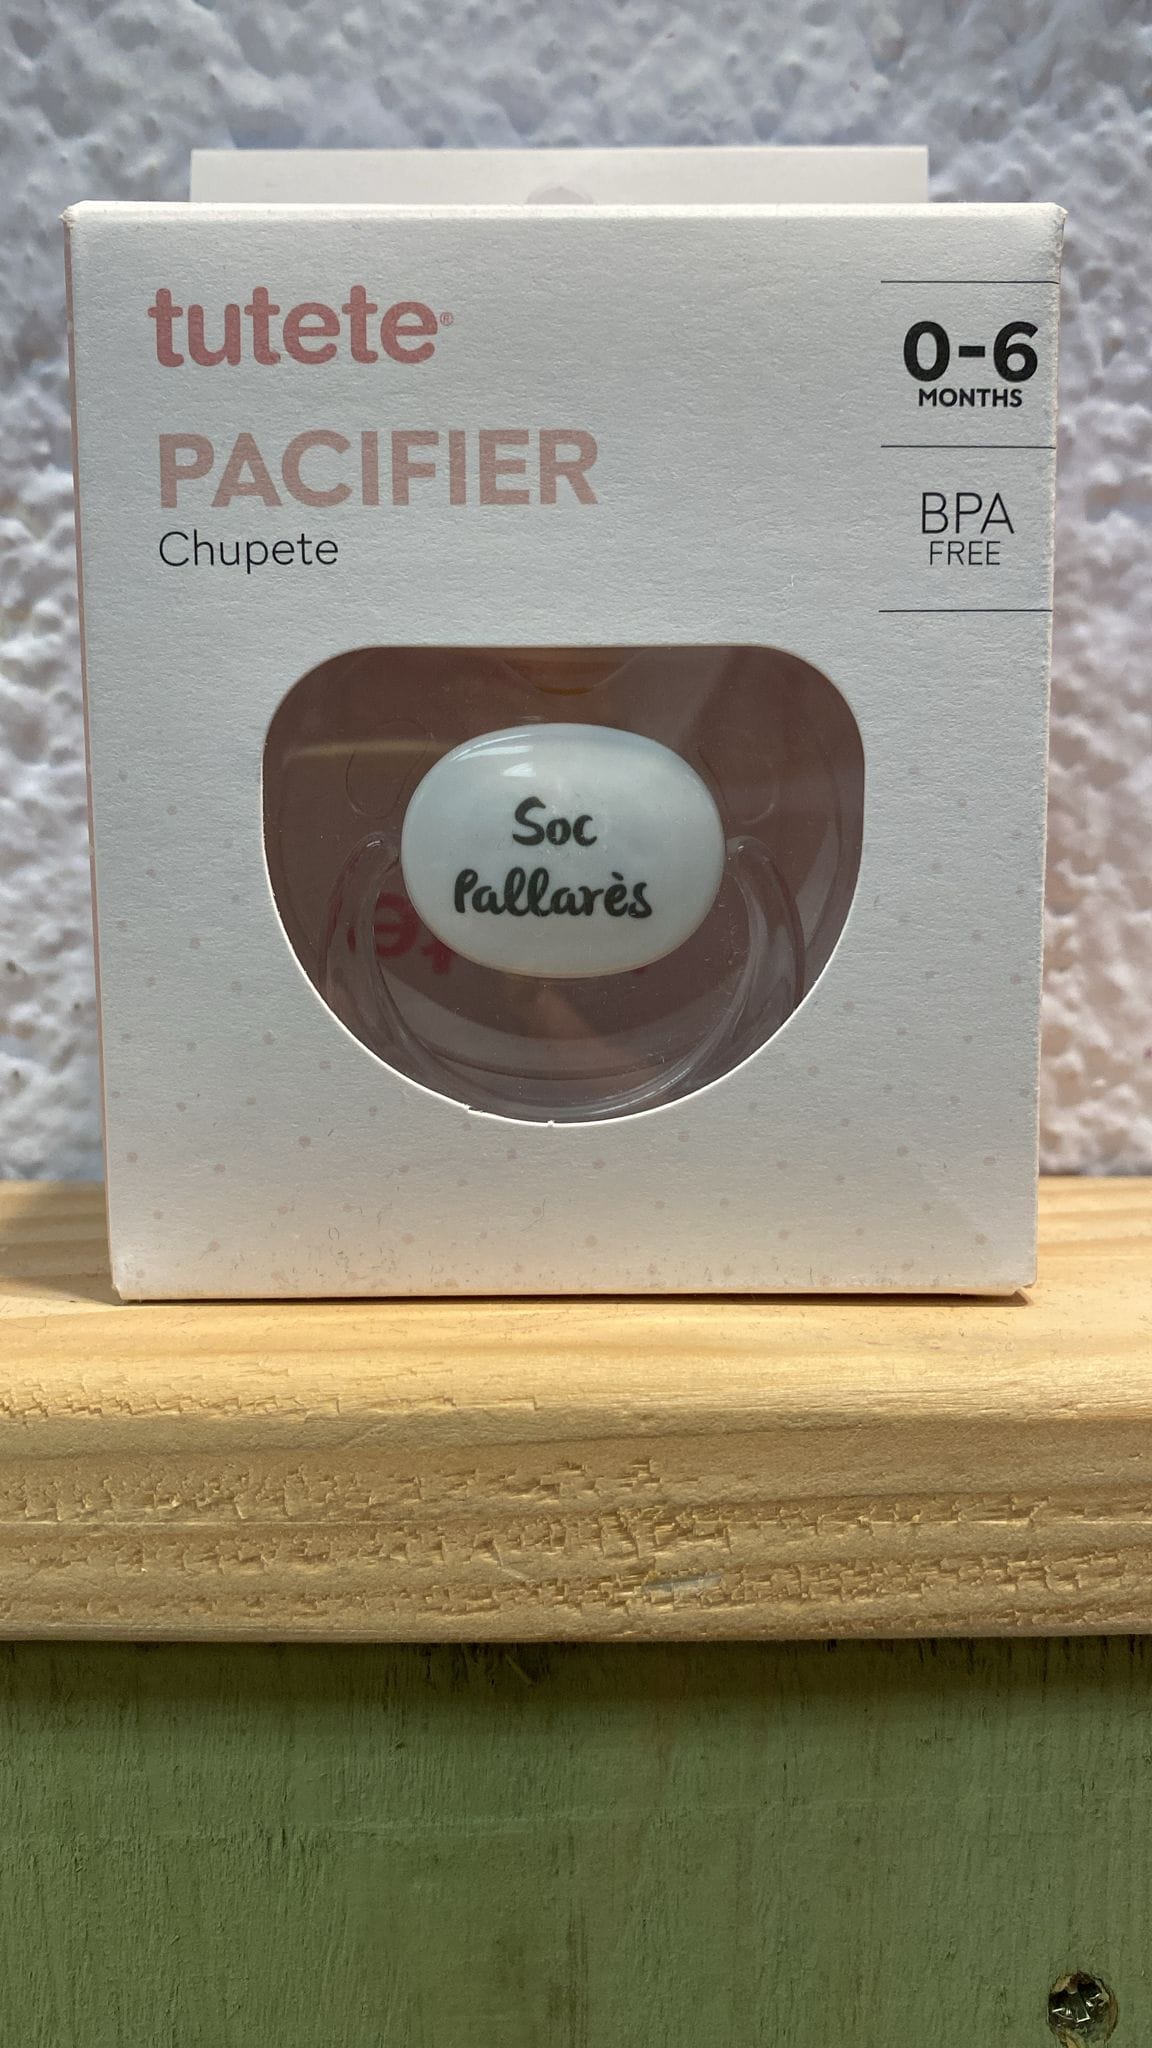 tutete®
PACIFIER
Chupete
0-6
MONTHS
BPA
FREE
Soc
Pallarès